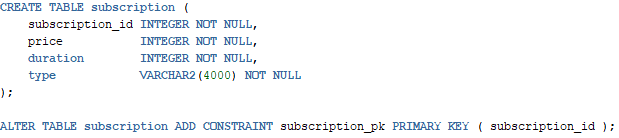 CREATE TABLE subscription (
    subscription_id INTEGER NOT NULL,
    price           INTEGER NOT NULL,
    duration        INTEGER NOT NULL,
    type            VARCHAR2(4000) NOT NULL
);
ALTER TABLE subscription ADD CONSTRAINT subscription_pk PRIMARY KEY ( subscription_id );